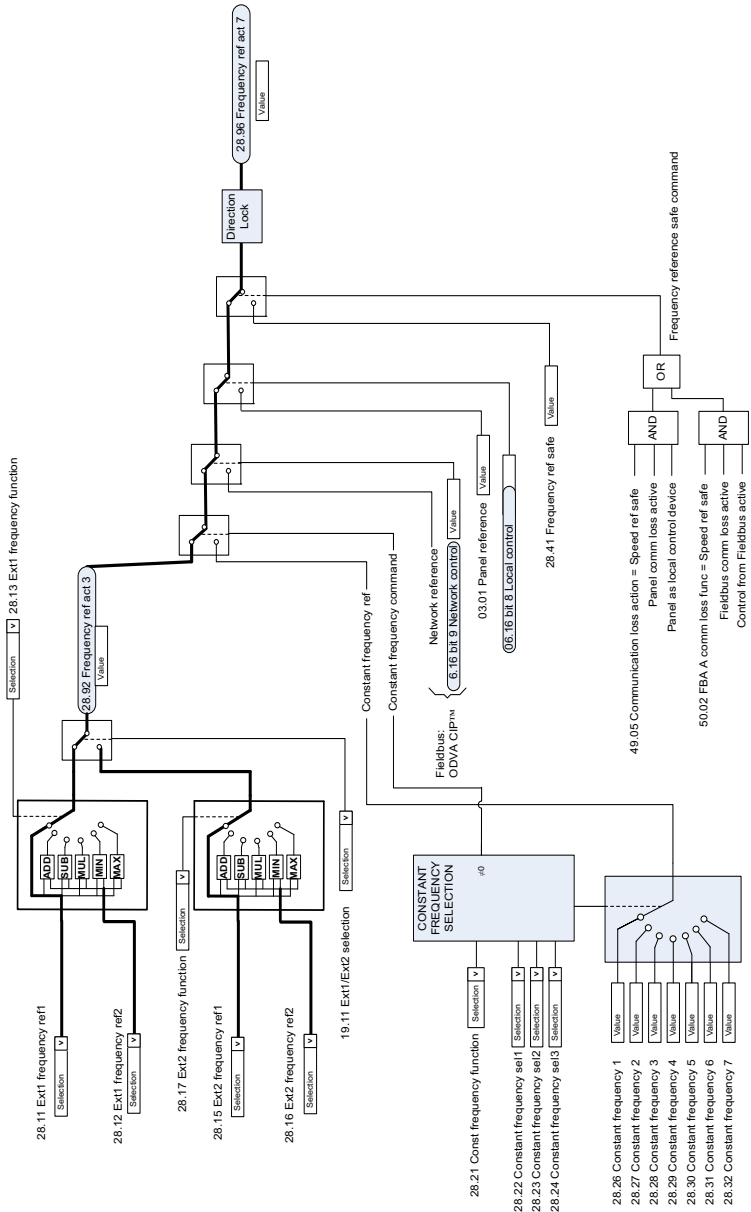 28.13 Ext1 frequency function
Selection v
28.11 Ext1 frequency ref1
Selection v
28.12 Ext1 frequency ref2
Selection v
ADD
SUB
MUL
MIN
MAX
28.17 Ext2 frequency function
Selection v
28.15 Ext2 frequency ref1
Selection v
28.16 Ext2 frequency ref2
Selection v
ADD
SUB
MUL
MIN
MAX
19.11 Ext1/Ext2 selection
Selection v
28.92 Frequency ref act 3
Value
28.96 Frequency ref act 7
Value
Direction
Lock
Constant frequency ref
Constant frequency command
Network reference
Fieldbus:
ODVA CIP™
6.16 bit 9 Network control
Value
03.01 Panel reference
06.16 bit 8 Local control
28.41 Frequency ref safe
Value
CONSTANT
FREQUENCY
SELECTION
≠0
28.21 Const frequency function
Selection v
28.22 Constant frequency sel1
Selection v
28.23 Constant frequency sel2
Selection v
28.24 Constant frequency sel3
Selection v
28.26 Constant frequency 1
Value
28.27 Constant frequency 2
Value
28.28 Constant frequency 3
Value
28.29 Constant frequency 4
Value
28.30 Constant frequency 5
Value
28.31 Constant frequency 6
Value
28.32 Constant frequency 7
Value
49.05 Communication loss action = Speed ref safe
Panel comm loss active
Panel as local control device
AND
50.02 FBA A comm loss func = Speed ref safe
Fieldbus comm loss active
Control from Fieldbus active
AND
OR
Frequency reference safe command